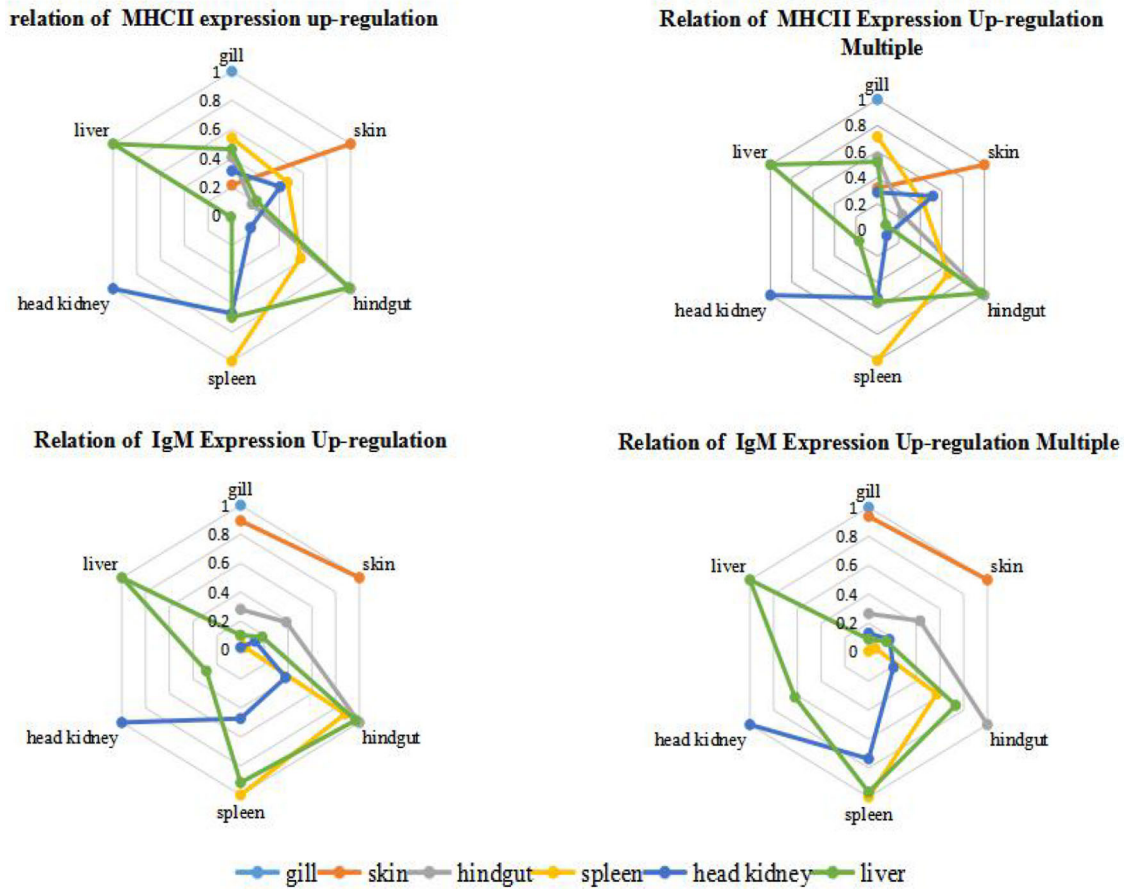 relation of MHCII expression up-regulation
gill
1
0.8
0.6
0.4
0.2
0
liver
skin
head kidney
hindgut
spleen
Relation of MHCII Expression Up-regulation
Multiple
gill
1
0.8
0.6
0.4
0.2
0
liver
skin
head kidney
hindgut
spleen
Relation of IgM Expression Up-regulation
gill
1
0.8
0.6
0.4
0.2
0
liver
skin
head kidney
hindgut
spleen
Relation of IgM Expression Up-regulation Multiple
gill
1
0.8
0.6
0.4
0.2
0
liver
skin
head kidney
hindgut
spleen
gill skin hindgut spleen head kidney liver